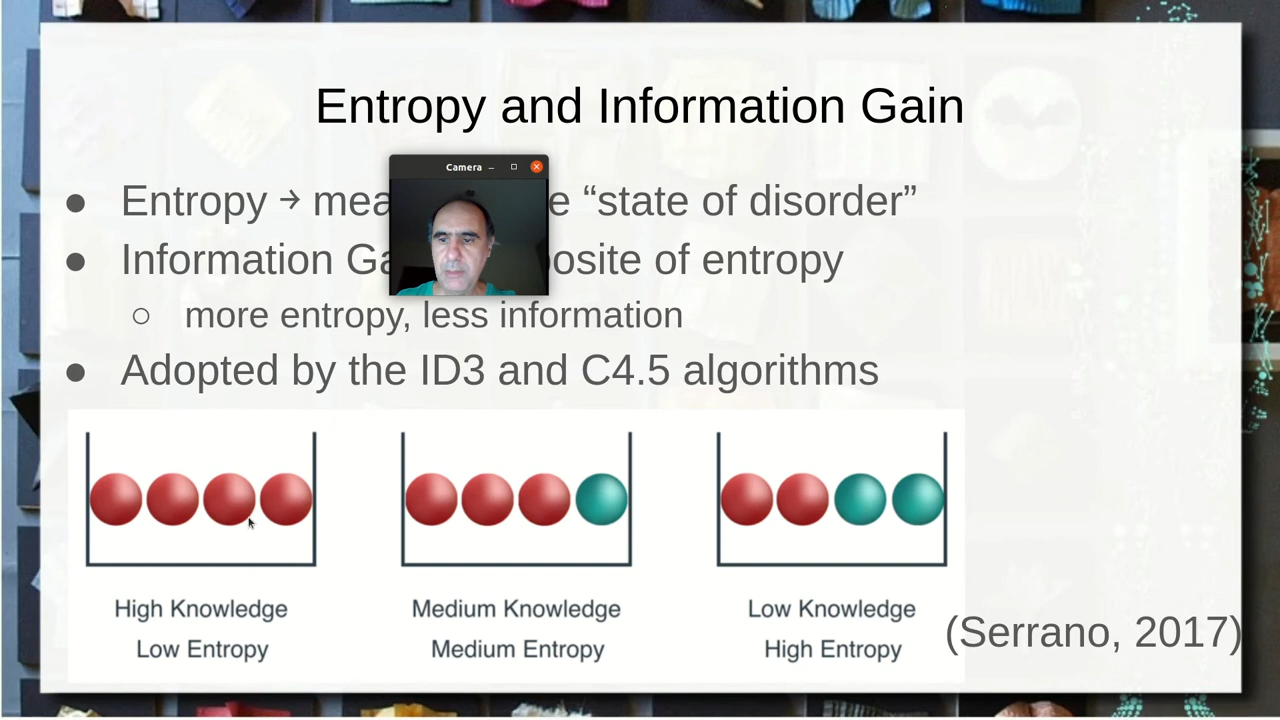 Entropy and Information Gain
Camera
● Entropy → mea e “state of disorder”
● Information Ga osite of entropy
○ more entropy, less information
● Adopted by the ID3 and C4.5 algorithms
High Knowledge
Low Entropy
Medium Knowledge
Medium Entropy
Low Knowledge
High Entropy
(Serrano, 2017)